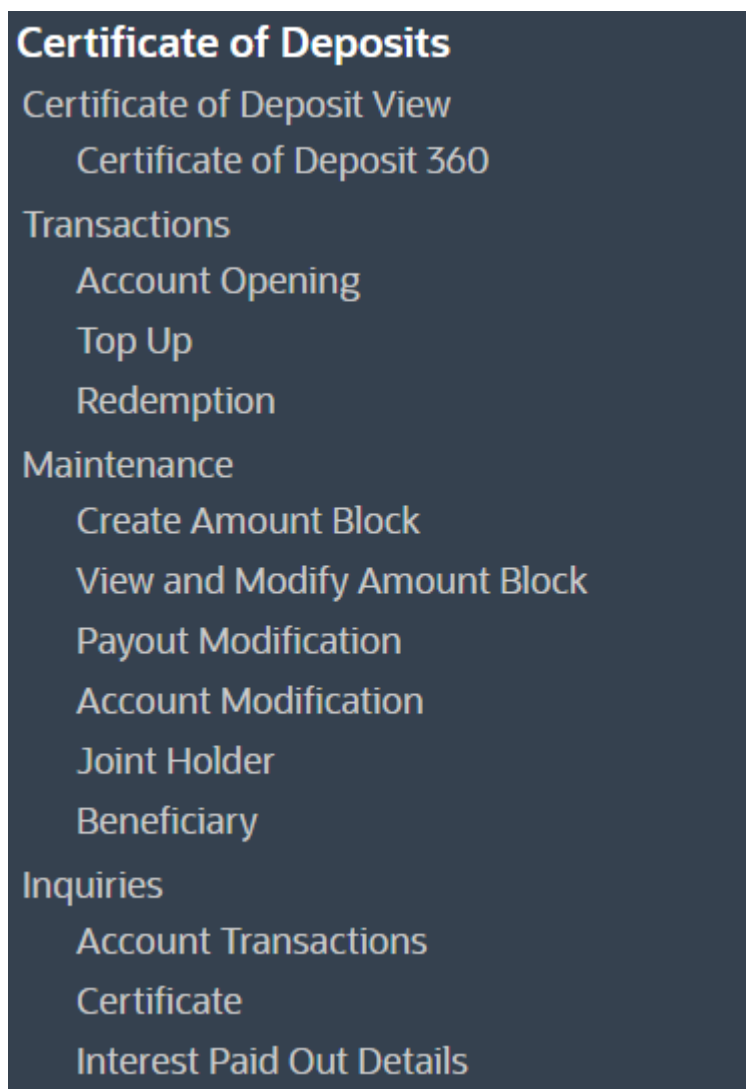 Certificate of Deposits
Certificate of Deposit View
Certificate of Deposit 360
Transactions
Account Opening
Top Up
Redemption
Maintenance
Create Amount Block
View and Modify Amount Block
Payout Modification
Account Modification
Joint Holder
Beneficiary
Inquiries
Account Transactions
Certificate
Interest Paid Out Details